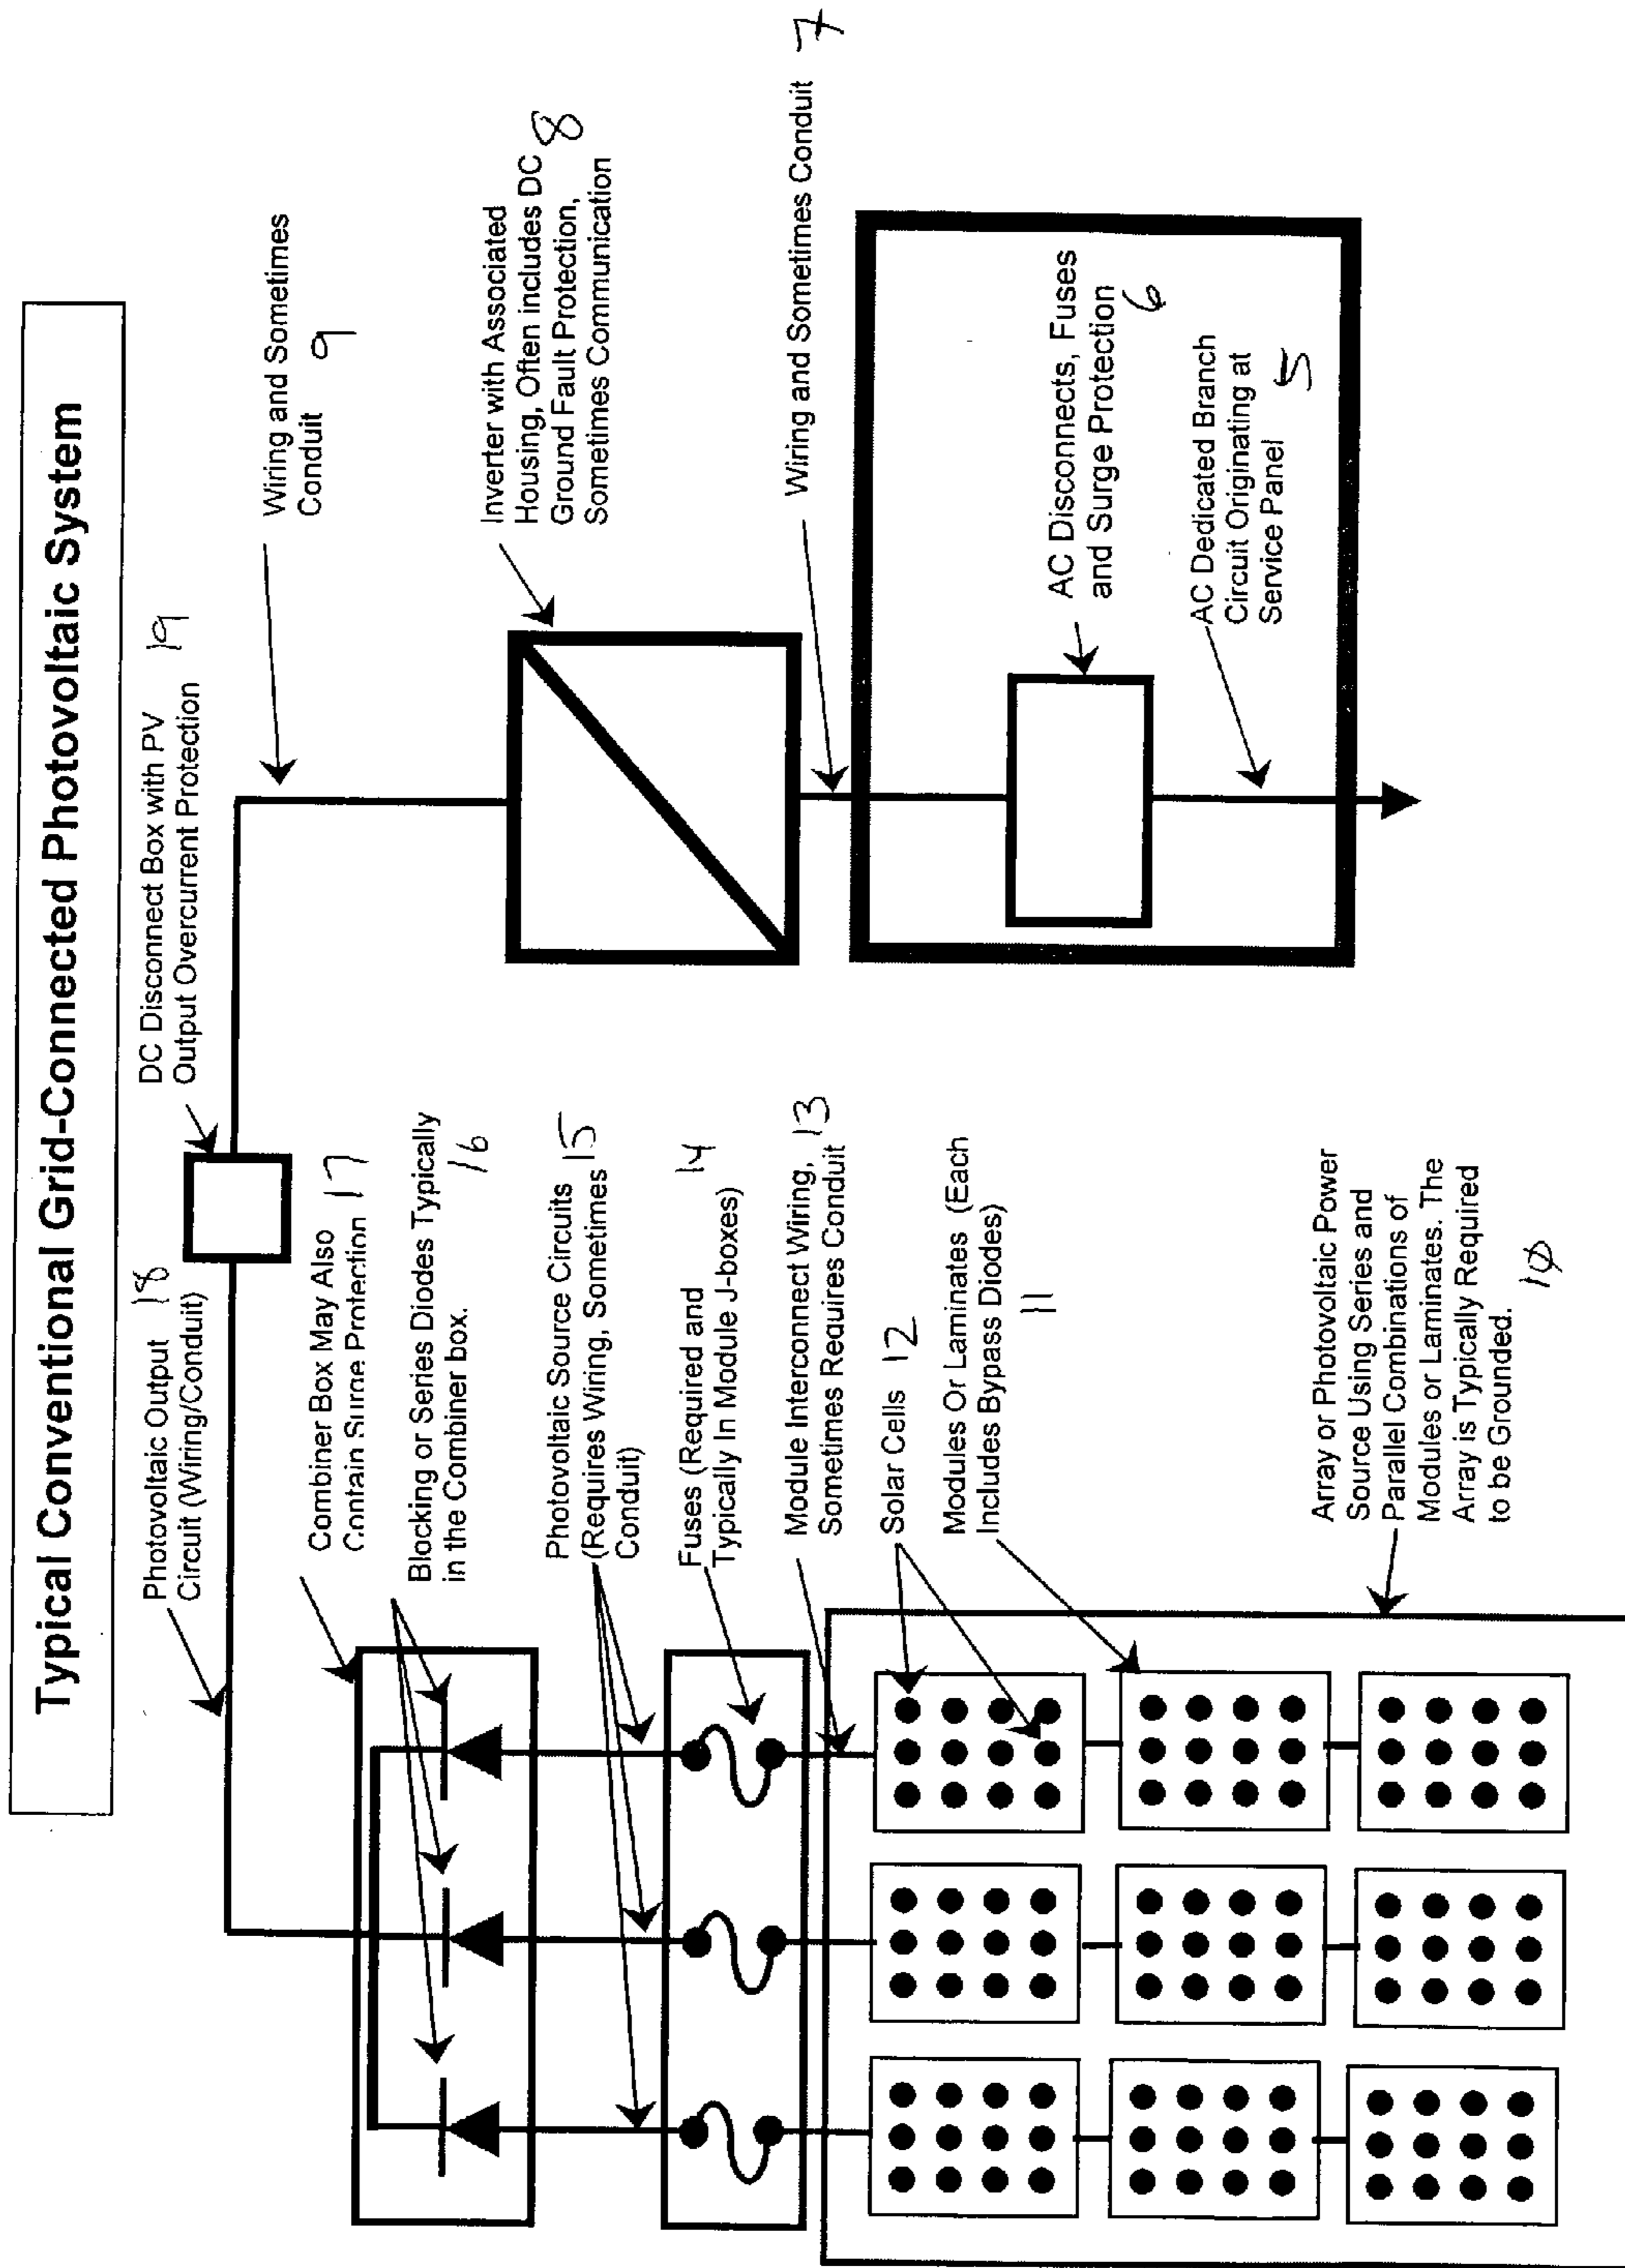 Typical Conventional Grid-Connected Photovoltaic System
Photovoltaic Output 18
Circuit (Wiring/Conduit)
DC Disconnect Box with PV
Output Overcurrent Protection 19
Wiring and Sometimes
Conduit 9
Combiner Box May Also
Contain Surge Protection 17
Blocking or Series Diodes Typically
in the Combiner box. 16
Photovoltaic Source Circuits 15
(Requires Wiring, Sometimes
Conduit)
Fuses (Required and 14
Typically In Module J-boxes)
Module Interconnect Wiring, 13
Sometimes Requires Conduit
Solar Cells 12
Modules Or Laminates (Each
Includes Bypass Diodes)
11
Array or Photovoltaic Power
Source Using Series and
Parallel Combinations of
Modules or Laminates. The
Array is Typically Required
to be Grounded.
10
Inverter with Associated
Housing, Often includes DC 8
Ground Fault Protection,
Sometimes Communication
Wiring and Sometimes Conduit 7
AC Disconnects, Fuses
and Surge Protection
6
AC Dedicated Branch
Circuit Originating at
Service Panel 5